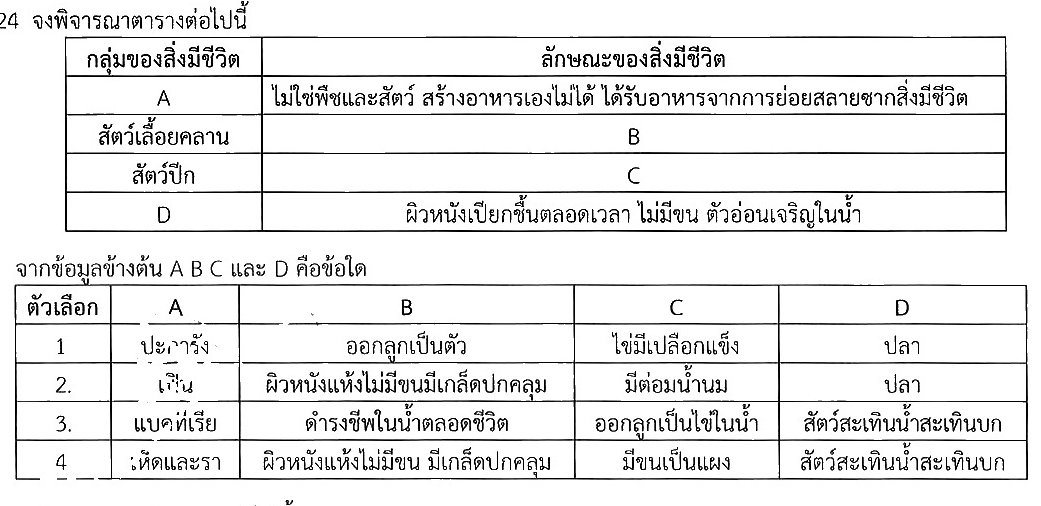 24 จงพิจารณาตารางต่อไปนี้
กลุ่มของสิ่งมีชีวิต ลักษณะของสิ่งมีชีวิต
A ไม่ใช่พืชและสัตว์ สร้างอาหารเองไม่ได้ ได้รับอาหารจากการย่อยสลายซากสิ่งมีชีวิต
สัตว์เลื้อยคลาน B
สัตว์ปีก C
D ผิวหนังเปียกชื้นตลอดเวลา ไม่มีขน ตัวอ่อนเจริญในน้ำ
จากข้อมูลข้างต้น A B C และ D คือข้อใด
ตัวเลือก A B C D
1 ปะการัง ออกลูกเป็นตัว ไข่มีเปลือกแข็ง ปลา
2. ผิวหนังแห้งไม่มีขนมีเกล็ดปกคลุม มีต่อมน้ำนม ปลา
3. แบคทีเรีย ดำรงชีพในน้ำตลอดชีวิต ออกลูกเป็นไข่ในน้ำ สัตว์สะเทินน้ำสะเทินบก
4 เห็ดและรา ผิวหนังแห้งไม่มีขน มีเกล็ดปกคลุม มีขนเป็นแผง สัตว์สะเทินน้ำสะเทินบก